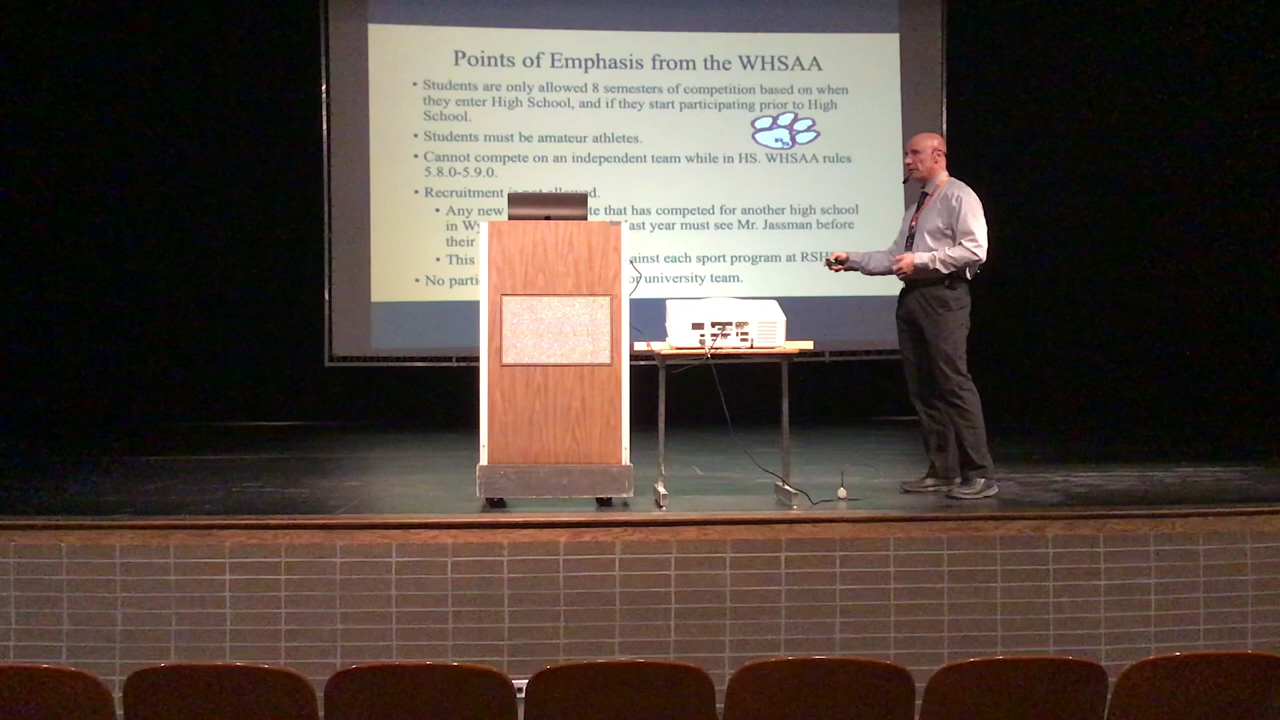 Points of Emphasis from the WHSAA
• Students are only allowed 8 semesters of competition based on when
they enter High School, and if they start participating prior to High
School.
• Students must be amateur athletes.
• Cannot compete on an independent team while in HS. WHSAA rules
5.8.0-5.9.0.
• Recruitment is not allowed.
• Any new that has competed for another high school
in last year must see Mr. Jassman before
their
• This each sport program at
• No university team.